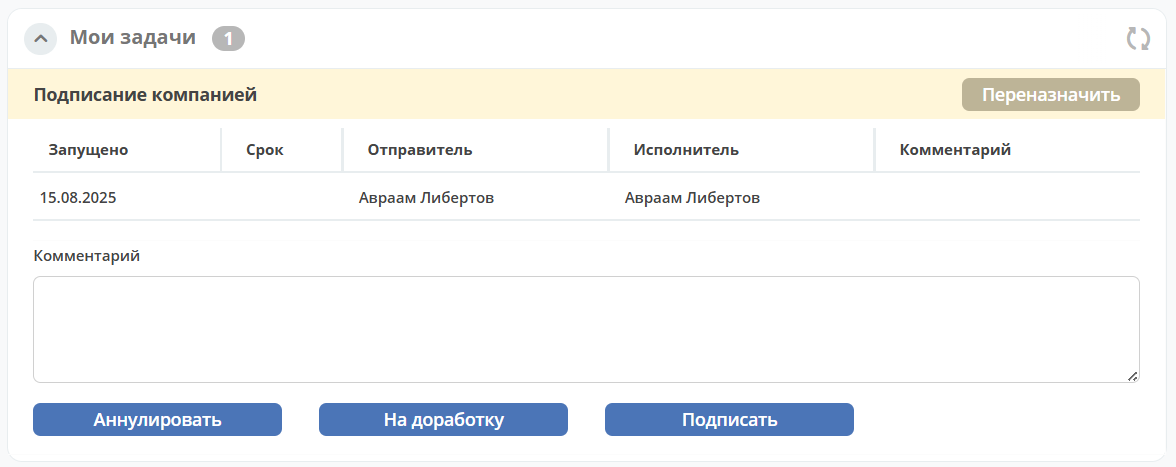 Мои задачи 1
Подписание компанией Переназначить
Запущено Срок Отправитель Исполнитель Комментарий
15.08.2025 Авраам Либертов Авраам Либертов
Комментарий
Аннулировать На доработку Подписать